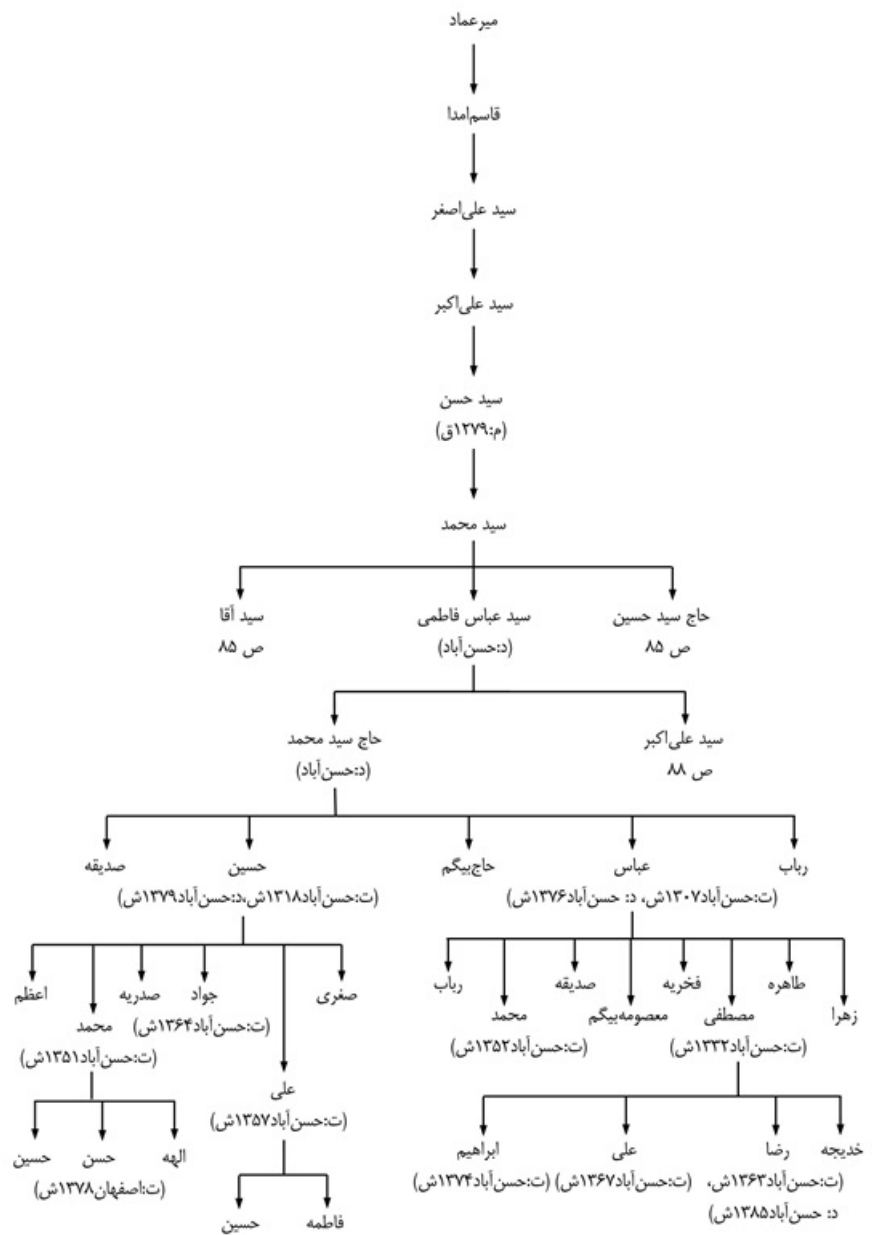 میرعماد
قاسم‌امدا
سید علی‌اصغر
سید علی‌اکبر
سید حسن
(م:۱۲۷۹ق)
سید محمد
حاج سید حسین
ص ۸۵
سید عباس فاطمی
(د:حسن‌آباد)
سید آقا
ص ۸۵
سید علی‌اکبر
ص ۸۸
حاج سید محمد
(د:حسن‌آباد)
رباب
عباس
(ت:حسن‌آباد۱۳۰۷ش، د: حسن‌آباد۱۳۷۶ش)
حاج‌بیگم
حسین
(ت:حسن‌آباد۱۳۱۸ش،د:حسن‌آباد۱۳۷۹ش)
صدیقه
زهرا
طاهره
مصطفی
(ت:حسن‌آباد۱۳۳۲ش)
فخریه
معصومه‌بیگم
صدیقه
محمد
(ت:حسن‌آباد۱۳۵۲ش)
رباب
صغری
علی
(ت:حسن‌آباد۱۳۵۷ش)
جواد
(ت:حسن‌آباد۱۳۶۴ش)
صدریه
محمد
(ت:حسن‌آباد۱۳۵۱ش)
اعظم
خدیجه
رضا
(ت:حسن‌آباد۱۳۶۳ش،
د: حسن‌آباد۱۳۸۵ش)
علی
(ت:حسن‌آباد۱۳۶۷ش)
ابراهیم
(ت:حسن‌آباد۱۳۷۴ش)
فاطمه
حسین
الهه
حسن
(ت:اصفهان۱۳۷۸ش)
حسین